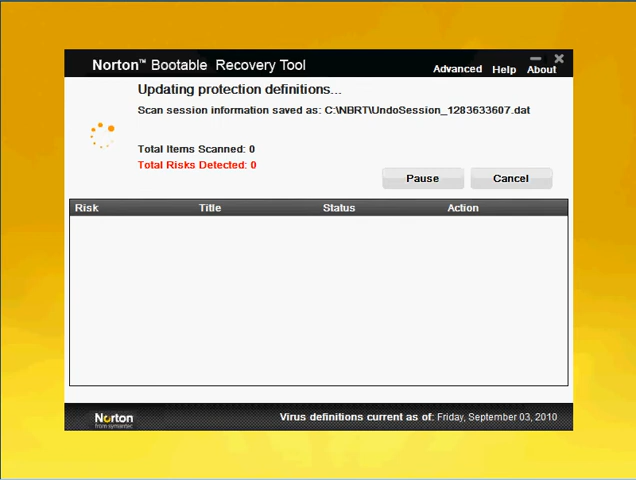 Norton™ Bootable Recovery Tool
Advanced Help About
Updating protection definitions...
Scan session information saved as: C:\NBRT\UndoSession_1283633607.dat
Total Items Scanned: 0
Total Risks Detected: 0
Pause Cancel
Risk Title Status Action
Norton
from symantec
Virus definitions current as of: Friday, September 03, 2010